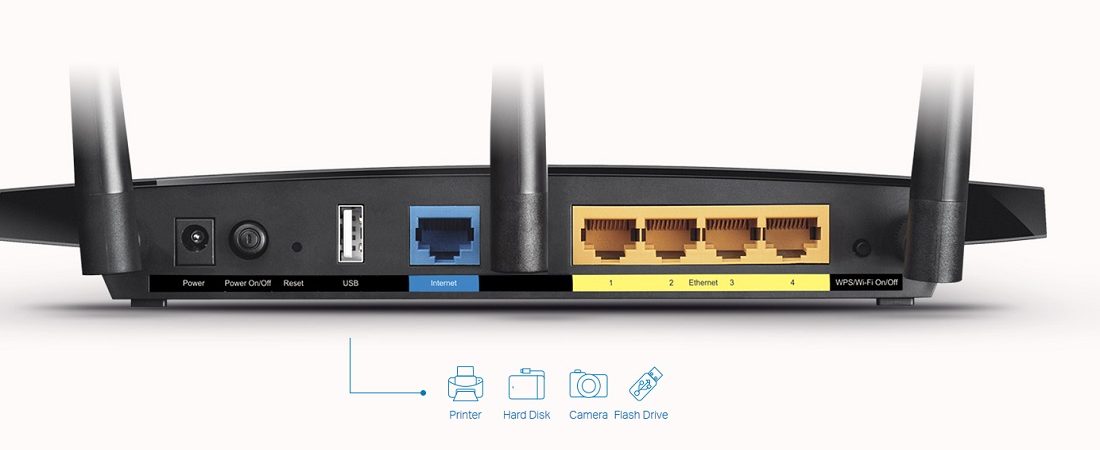 Power Power On/Off Reset USB Internet 1 2 Ethernet 3 4 WPS/Wi-Fi On/Off
Printer Hard Disk Camera Flash Drive